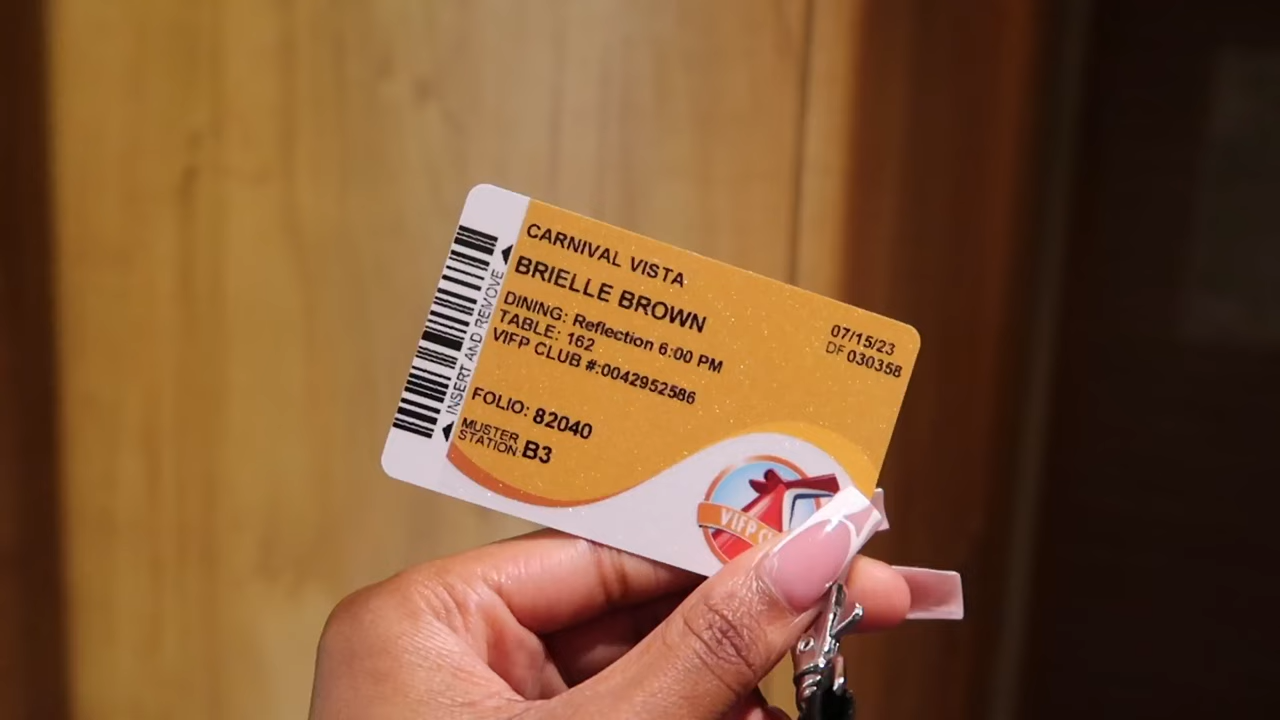 CARNIVAL VISTA
BRIELLE BROWN
DINING: Reflection 6:00 PM
TABLE: 162
VIFP CLUB #:0042952586
07/15/23
DF 030358
FOLIO: 82040
MUSTER
STATION: B3
INSERT AND REMOVE
VIFP